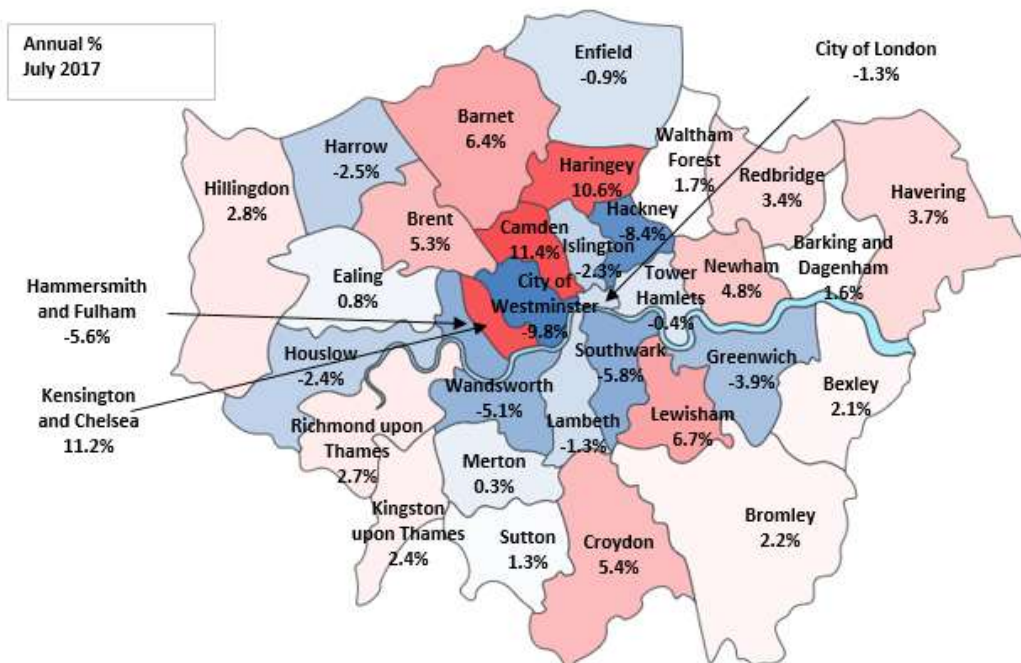 Annual %
July 2017
Enfield
-0.9%
City of London
-1.3%
Barnet
6.4%
Harrow
-2.5%
Waltham
Forest
1.7%
Haringey
10.6%
Redbridge
3.4%
Hillingdon
2.8%
Havering
3.7%
Brent
5.3%
Camden
11.4%
Hackney
-8.4%
Islington
-2.3%
Barking and
Dagenham
1.6%
Newham
4.8%
Ealing
0.8%
Tower
Hamlets
-0.4%
City of
Westminster
-9.8%
Hammersmith
and Fulham
-5.6%
Houslow
-2.4%
Southwark
-5.8%
Greenwich
-3.9%
Kensington
and Chelsea
11.2%
Wandsworth
-5.1%
Bexley
2.1%
Lambeth
-1.3%
Lewisham
6.7%
Richmond upon
Thames
2.7%
Merton
0.3%
Kingston
upon Thames
2.4%
Sutton
1.3%
Croydon
5.4%
Bromley
2.2%